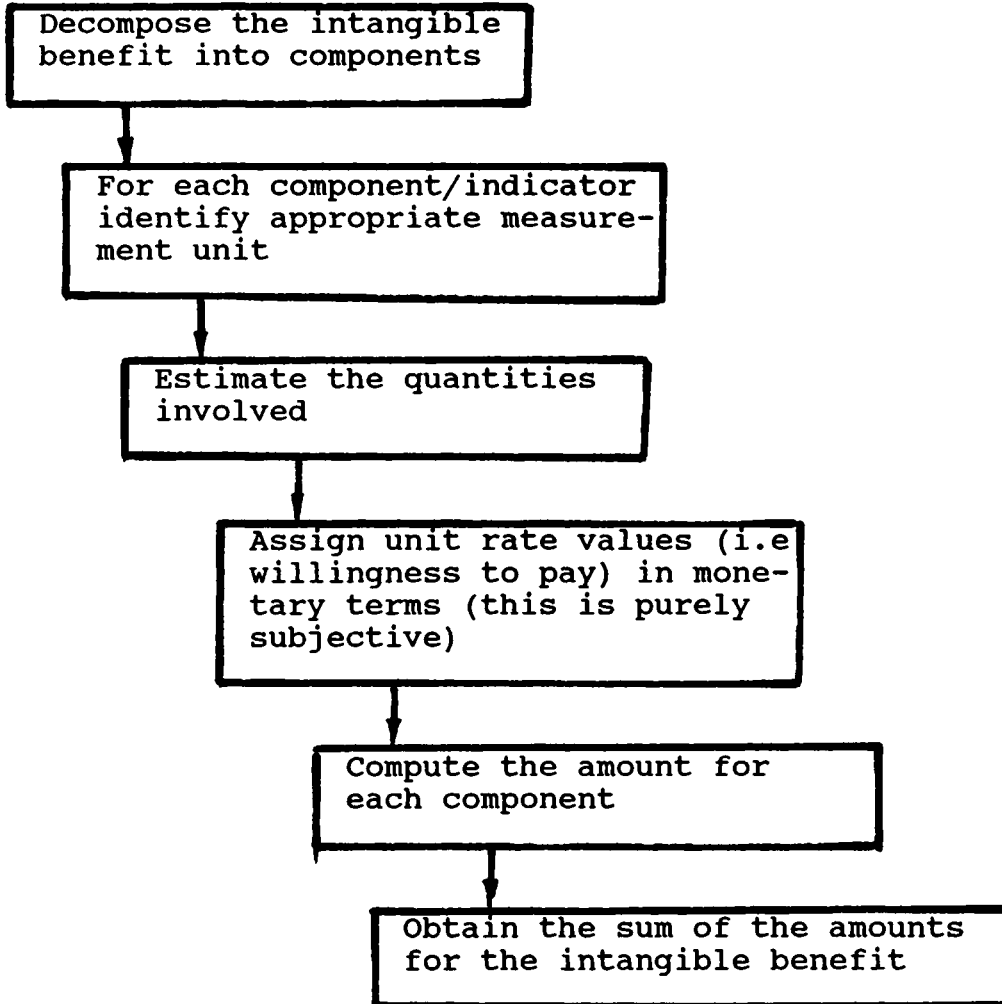 Decompose the intangible
benefit into components
For each component/indicator
identify appropriate measure-
ment unit
Estimate the quantities
involved
Assign unit rate values (i.e
willingness to pay) in mone-
tary terms (this is purely
subjective)
Compute the amount for
each component
Obtain the sum of the amounts
for the intangible benefit